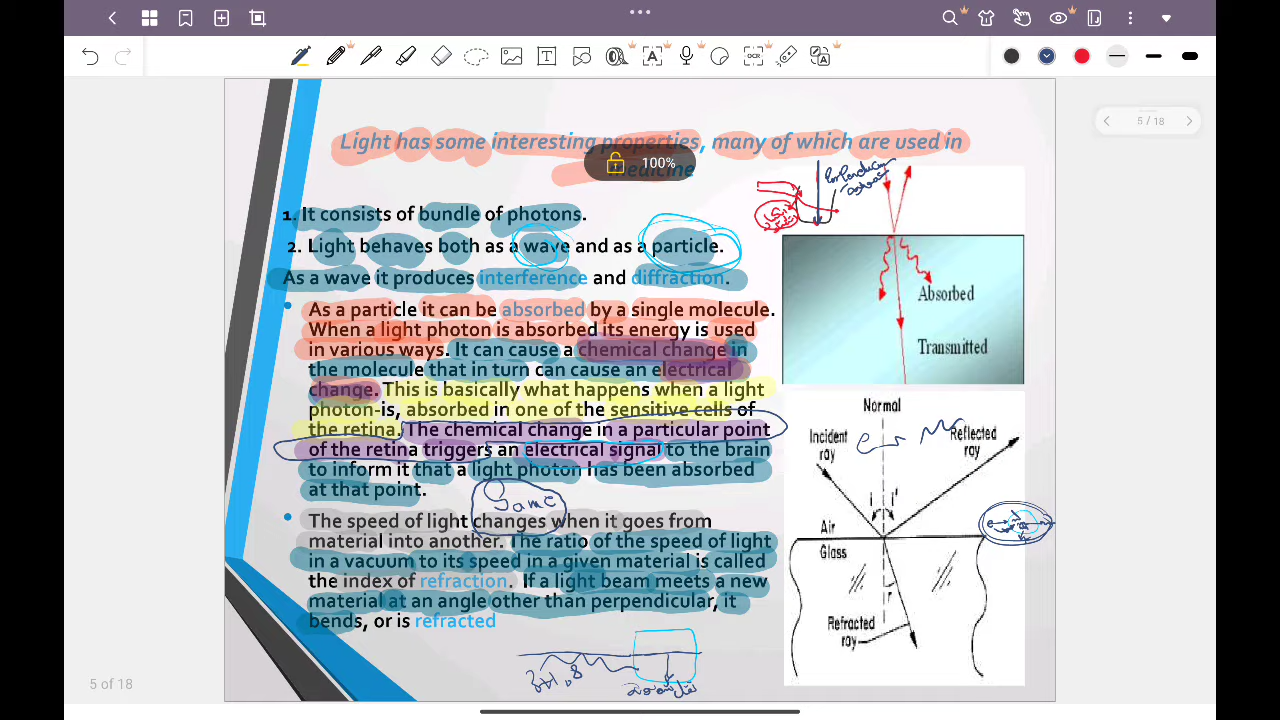 5 / 18
Light has some interesting properties, many of which are used in
medicine
100%
1. It consists of bundle of photons.
2. Light behaves both as a wave and as a particle.
As a wave it produces interference and diffraction.
• As a particle it can be absorbed by a single molecule.
When a light photon is absorbed its energy is used
in various ways. It can cause a chemical change in
the molecule that in turn can cause an electrical
change. This is basically what happens when a light
photon-is, absorbed in one of the sensitive cells of
the retina. The chemical change in a particular point
of the retina triggers an electrical signal to the brain
to inform it that a light photon has been absorbed
at that point.
Same
• The speed of light changes when it goes from
material into another. The ratio of the speed of light
in a vacuum to its speed in a given material is called
the index of refraction. If a light beam meets a new
material at an angle other than perpendicular, it
bends, or is refracted
Absorbed
Transmitted
Normal
Incident
ray
Reflected
ray
i i'
Air
Glass
r
Refracted
ray
5 of 18